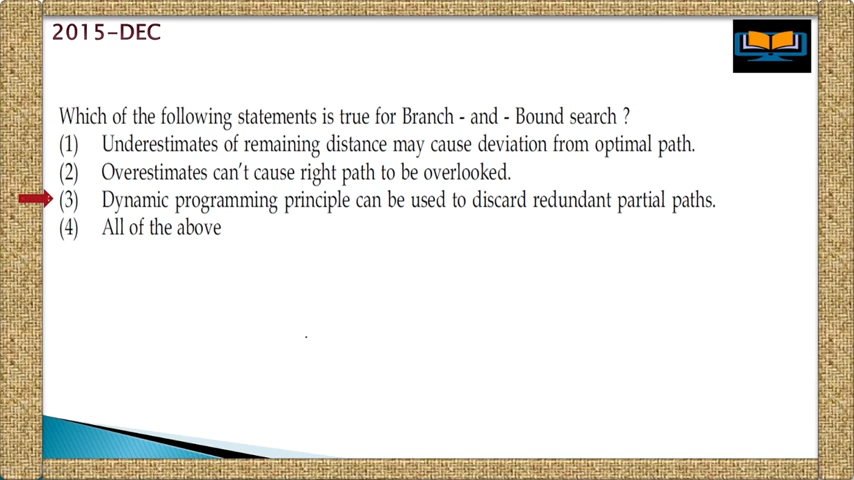 2015-DEC
Which of the following statements is true for Branch - and - Bound search ?
(1) Underestimates of remaining distance may cause deviation from optimal path.
(2) Overestimates can't cause right path to be overlooked.
(3) Dynamic programming principle can be used to discard redundant partial paths.
(4) All of the above